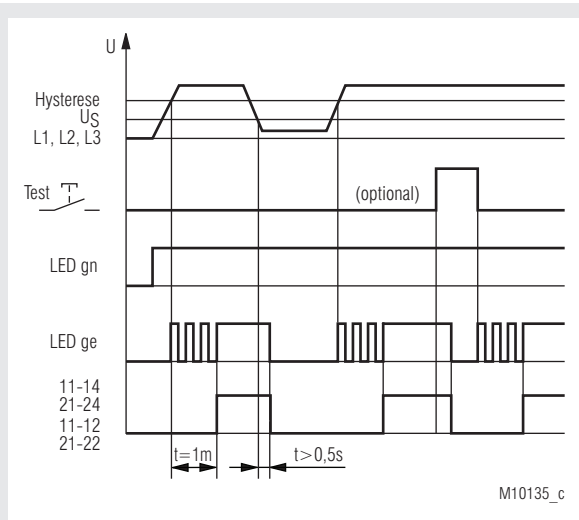 U
Hysterese
US
L1, L2, L3
Test
(optional)
LED gn
LED ge
11-14
21-24
11-12
21-22
t=1m
t>0,5s
M10135_c